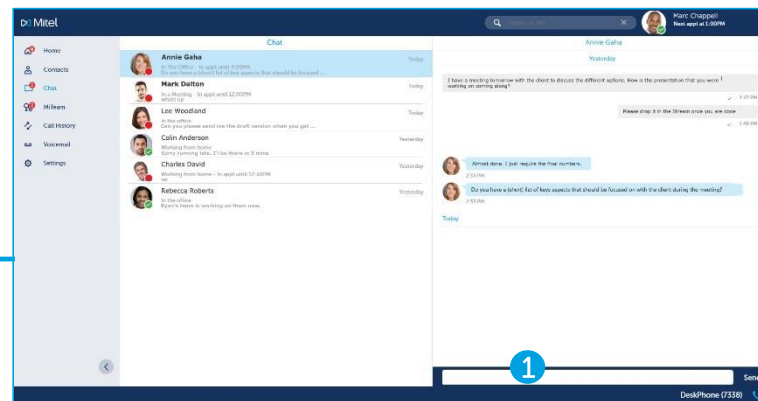 Mitel
Search or Dial
Marc Chappell
Next appt at 1:00PM
Home
Contacts
Chat
MiTeam
Call History
Voicemail
Settings
Chat
Annie Gaha
Today
In The Office - In appt until 4:00PM
Do you have a (short) list of key aspects that should be focused ...
Mark Dalton
Today
In a Meeting - In appt until 12:00PM
what's up
Lee Woodland
Today
In the office
Can you please send me the draft version when you get ...
Colin Anderson
Yesterday
Working from home
Sorry running late. I'll be there in 5 mins
Charles David
Yesterday
Working from home - In appt until 12:30PM
Rebecca Roberts
Yesterday
In the office
Ryan's team is working on them now.
Annie Gaha
Yesterday
I have a meeting tomorrow with the client to discuss the different options. How is the presentation that you were
working on coming along?
Please drop it in the Stream once you are done
Almost done. I just require the final numbers.
2:53 PM
Do you have a (short) list of keys aspects that should be focused on with the client during the meeting?
2:53 PM
Today
1
Send
DeskPhone (7338)